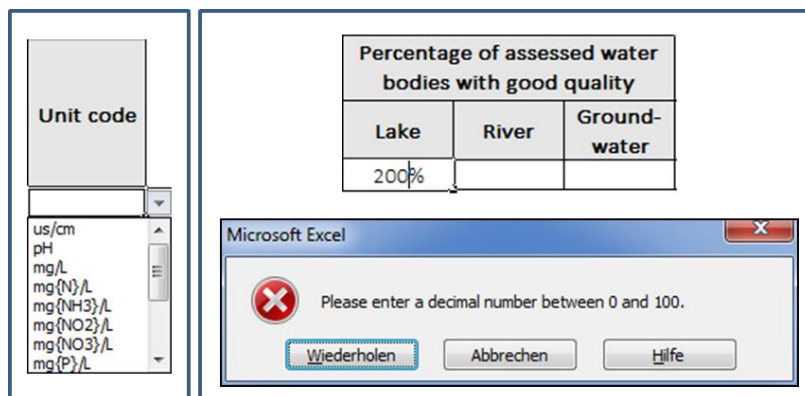 Unit code
us/cm
pH
mg/L
mg{N}/L
mg{NH3}/L
mg{NO2}/L
mg{NO3}/L
mg{P}/L
Percentage of assessed water
bodies with good quality
Lake River Ground-
water
200%
Microsoft Excel
Please enter a decimal number between 0 and 100.
Wiederholen Abbrechen Hilfe